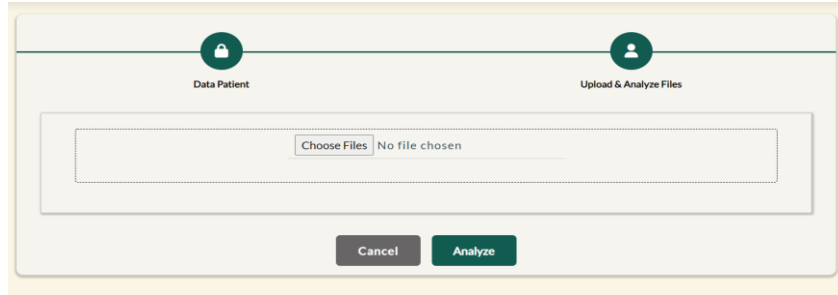 Data Patient
Upload & Analyze Files
Choose Files No file chosen
Cancel
Analyze